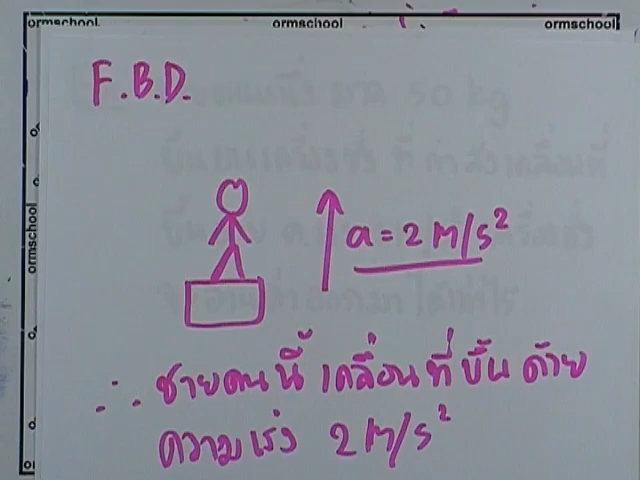 ormschool ormschool ormschool
F.B.D.
ormschool
a = 2 m/s²
∴ ชายคนนี้ เคลื่อนที่ขึ้นด้วย
ความเร่ง 2 m/s²